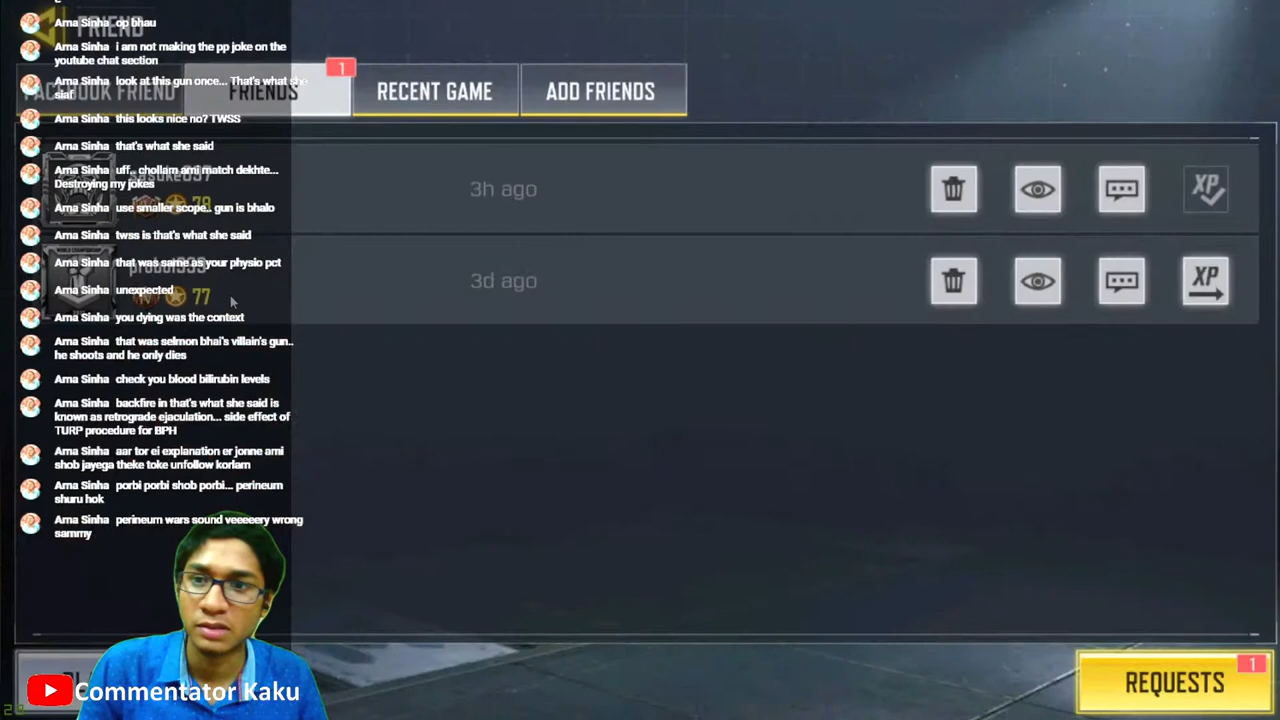 FRIEND
Arna Sinha op bhau
Arna Sinha i am not making the pp joke on the
youtube chat section
Arna Sinha look at this gun once... That's what she
siaf
1
FRIENDS
RECENT GAME
ADD FRIENDS
FACEBOOK FRIEND
Arna Sinha this looks nice no? TWSS
Arna Sinha that's what she said
Arna Sinha uff.. chollam ami match dekhte...
Destroying my jokes
3h ago
XP
78
Arna Sinha use smaller scope.. gun is bhalo
Arna Sinha twss is that's what she said
Arna Sinha that was same as your physio pct
3d ago
XP
Arna Sinha unexpected
77
Arna Sinha you dying was the context
Arna Sinha that was selmon bhai's villain's gun..
he shoots and he only dies
Arna Sinha check you blood bilirubin levels
Arna Sinha backfire in that's what she said is
known as retrograde ejaculation... side effect of
TURP procedure for BPH
Arna Sinha aar tor ei explanation er jonne ami
shob jayega theke toke unfollow korlam
Arna Sinha porbi porbi shob porbi... perineum
shuru hok
Arna Sinha perineum wars sound veeeeery wrong
sammy
Commentator Kaku
REQUESTS
1